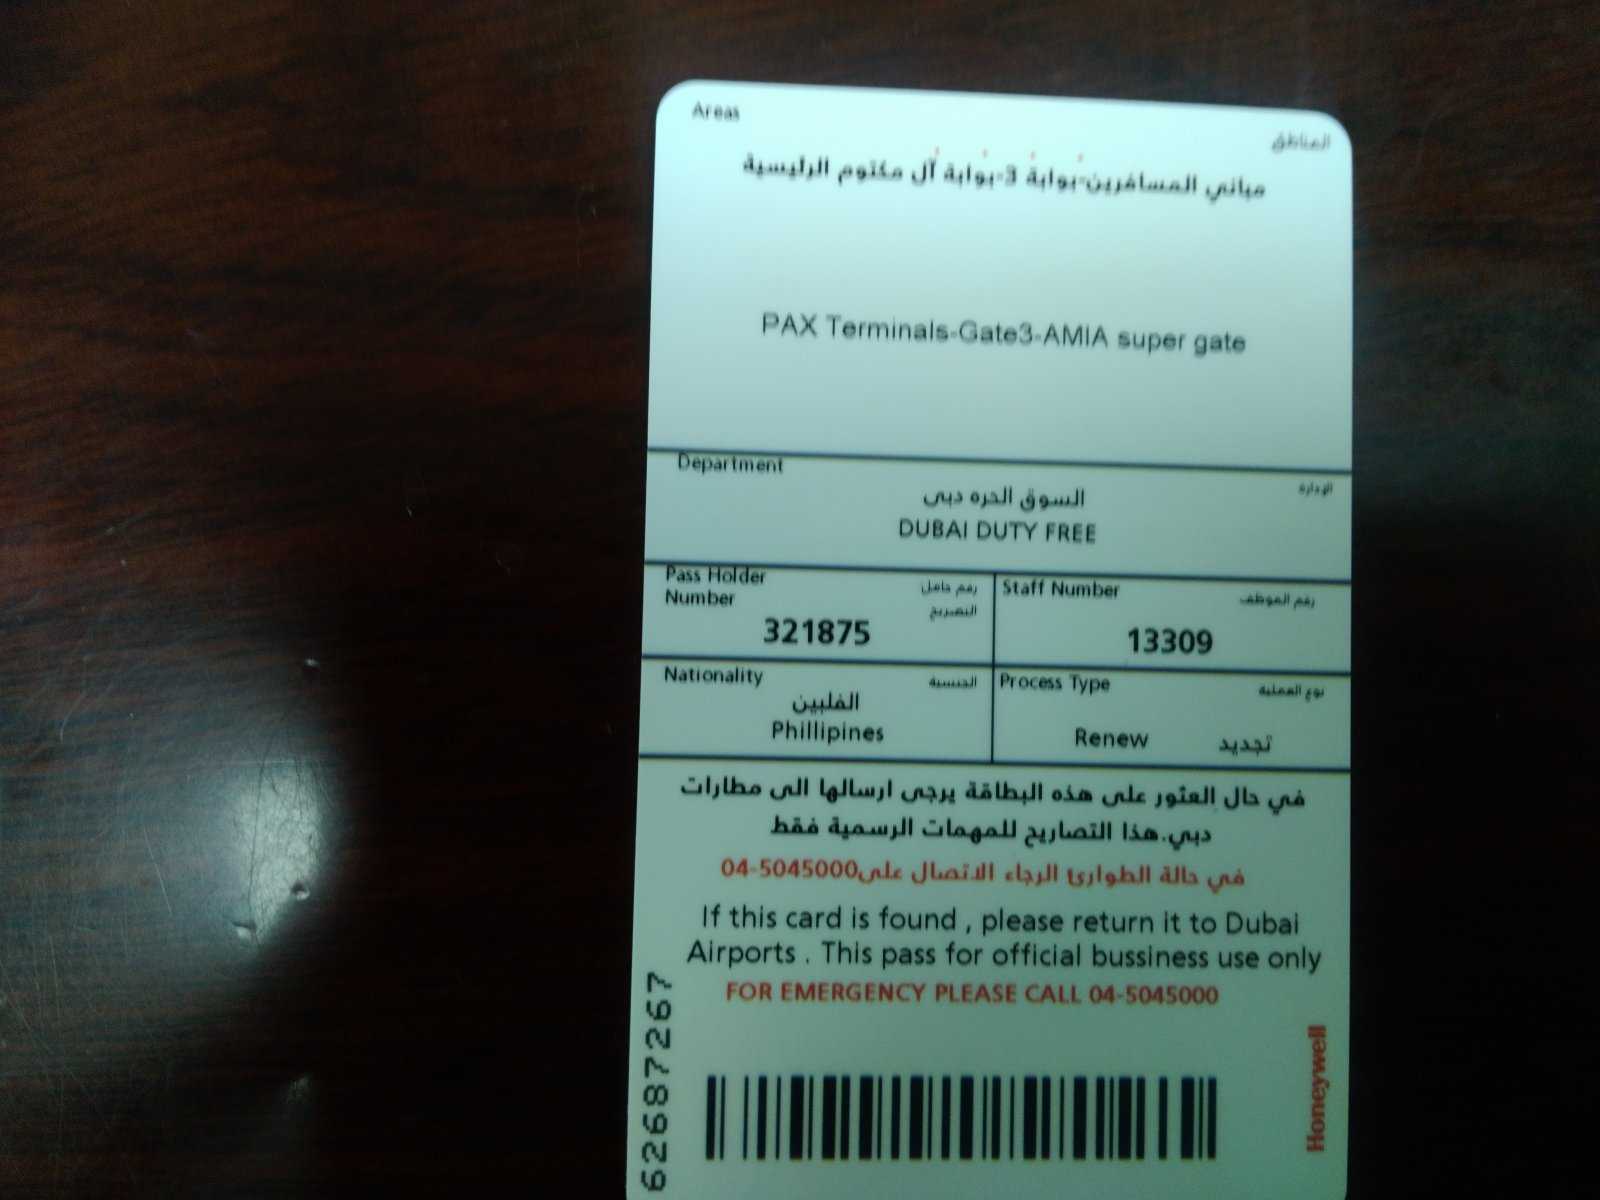 Areas
المناطق
مباني المسافرين-بوابة 3-بوابة آل مكتوم الرئيسية
PAX Terminals-Gate3-AMIA super gate
Department
الإدارة
السوق الحره دبى
DUBAI DUTY FREE
Pass Holder رقم حامل
Number التصريح
321875
Staff Number رقم الموظف
13309
Nationality الجنسية
الفلبين
Phillipines
Process Type نوع العملية
Renew تجديد
في حال العثور على هذه البطاقة يرجى ارسالها الى مطارات
دبي.هذا التصاريح للمهمات الرسمية فقط
في حالة الطوارئ الرجاء الاتصال على04-5045000
If this card is found , please return it to Dubai
Airports . This pass for official bussiness use only
FOR EMERGENCY PLEASE CALL 04-5045000
62687267
Honeywell